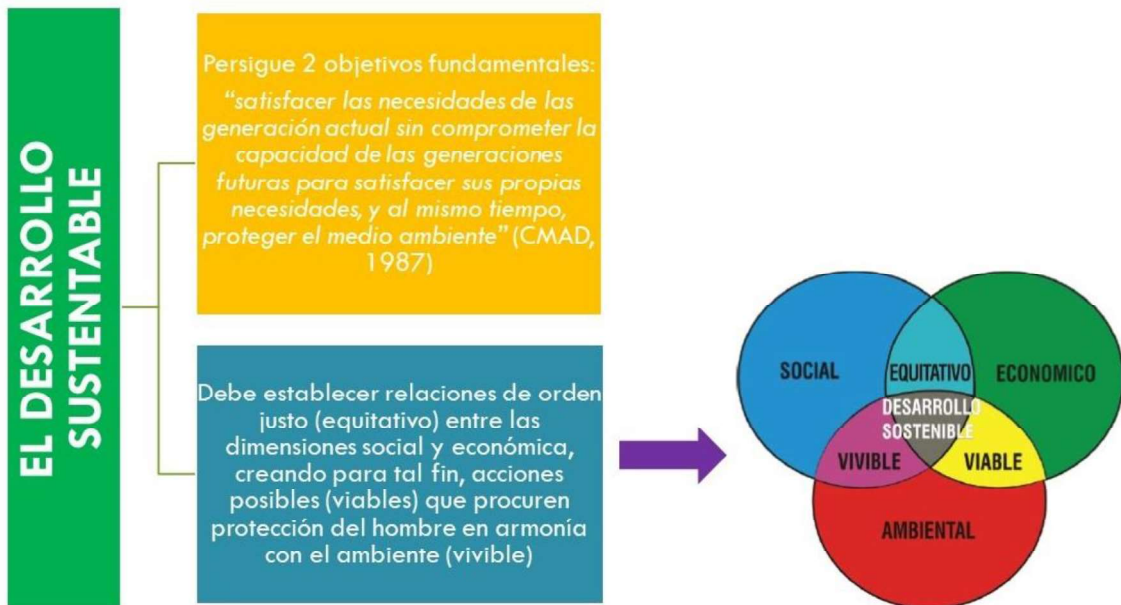 EL DESARROLLO
SUSTENTABLE
Persigue 2 objetivos fundamentales:
“satisfacer las necesidades de las
generación actual sin comprometer la
capacidad de las generaciones
futuras para satisfacer sus propias
necesidades, y al mismo tiempo,
proteger el medio ambiente” (CMAD,
1987)
Debe establecer relaciones de orden
justo (equitativo) entre las
dimensiones social y económica,
creando para tal fin, acciones
posibles (viables) que procuren
protección del hombre en armonía
con el ambiente (vivible)
SOCIAL
EQUITATIVO
ECONOMICO
DESARROLLO
SOSTENIBLE
VIVIBLE
VIABLE
AMBIENTAL